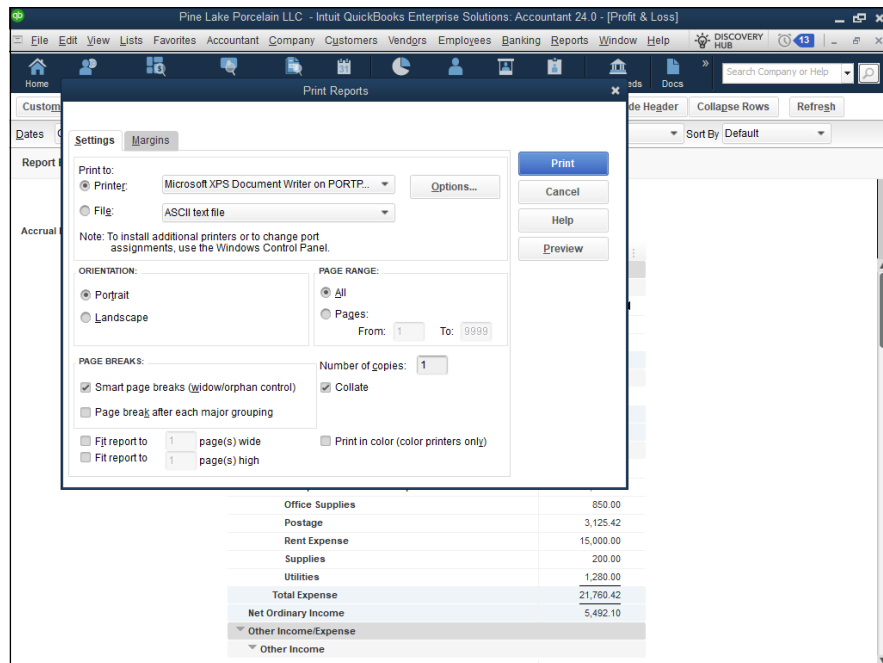 Pine Lake Porcelain LLC - Intuit QuickBooks Enterprise Solutions: Accountant 24.0 - [Profit & Loss]
File Edit View Lists Favorites Accountant Company Customers Vendors Employees Banking Reports Window Help DISCOVERY HUB 13
Home eds Docs Search Company or Help
Print Reports
Custom de Header Collapse Rows Refresh
Dates Sort By Default
Settings Margins
Report
Print to:
Printer: Microsoft XPS Document Writer on PORTP... Options...
File: ASCII text file
Note: To install additional printers or to change port
assignments, use the Windows Control Panel.
Print
Cancel
Help
Preview
Accrual
ORIENTATION:
Portrait
Landscape
PAGE RANGE:
All
Pages:
From: 1 To: 9999
PAGE BREAKS:
Smart page breaks (widow/orphan control)
Page break after each major grouping
Number of copies: 1
Collate
Fit report to 1 page(s) wide
Fit report to 1 page(s) high
Print in color (color printers only)
Office Supplies 850.00
Postage 3,125.42
Rent Expense 15,000.00
Supplies 200.00
Utilities 1,280.00
Total Expense 21,760.42
Net Ordinary Income 5,492.10
Other Income/Expense
Other Income